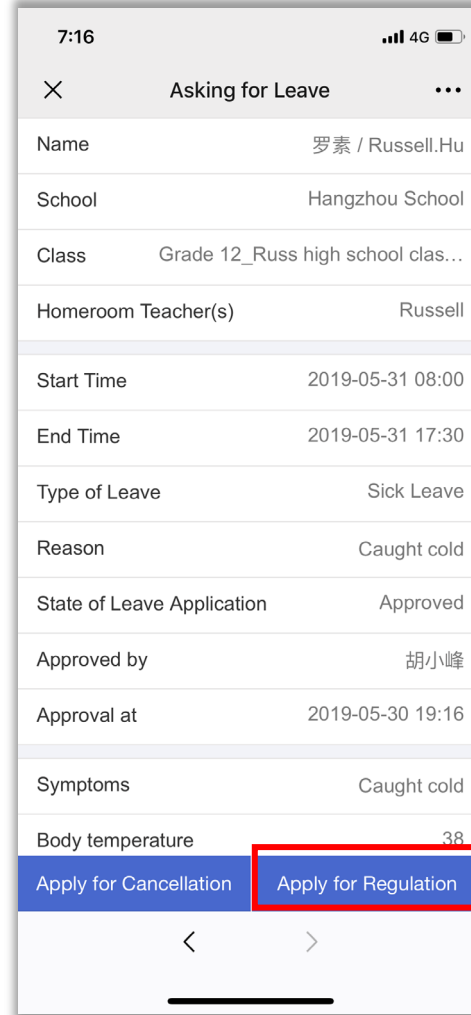 7:16 4G
Asking for Leave
Name 罗素 / Russell.Hu
School Hangzhou School
Class Grade 12_Russ high school clas...
Homeroom Teacher(s) Russell
Start Time 2019-05-31 08:00
End Time 2019-05-31 17:30
Type of Leave Sick Leave
Reason Caught cold
State of Leave Application Approved
Approved by 胡小峰
Approval at 2019-05-30 19:16
Symptoms Caught cold
Body temperature 38
Apply for Cancellation Apply for Regulation